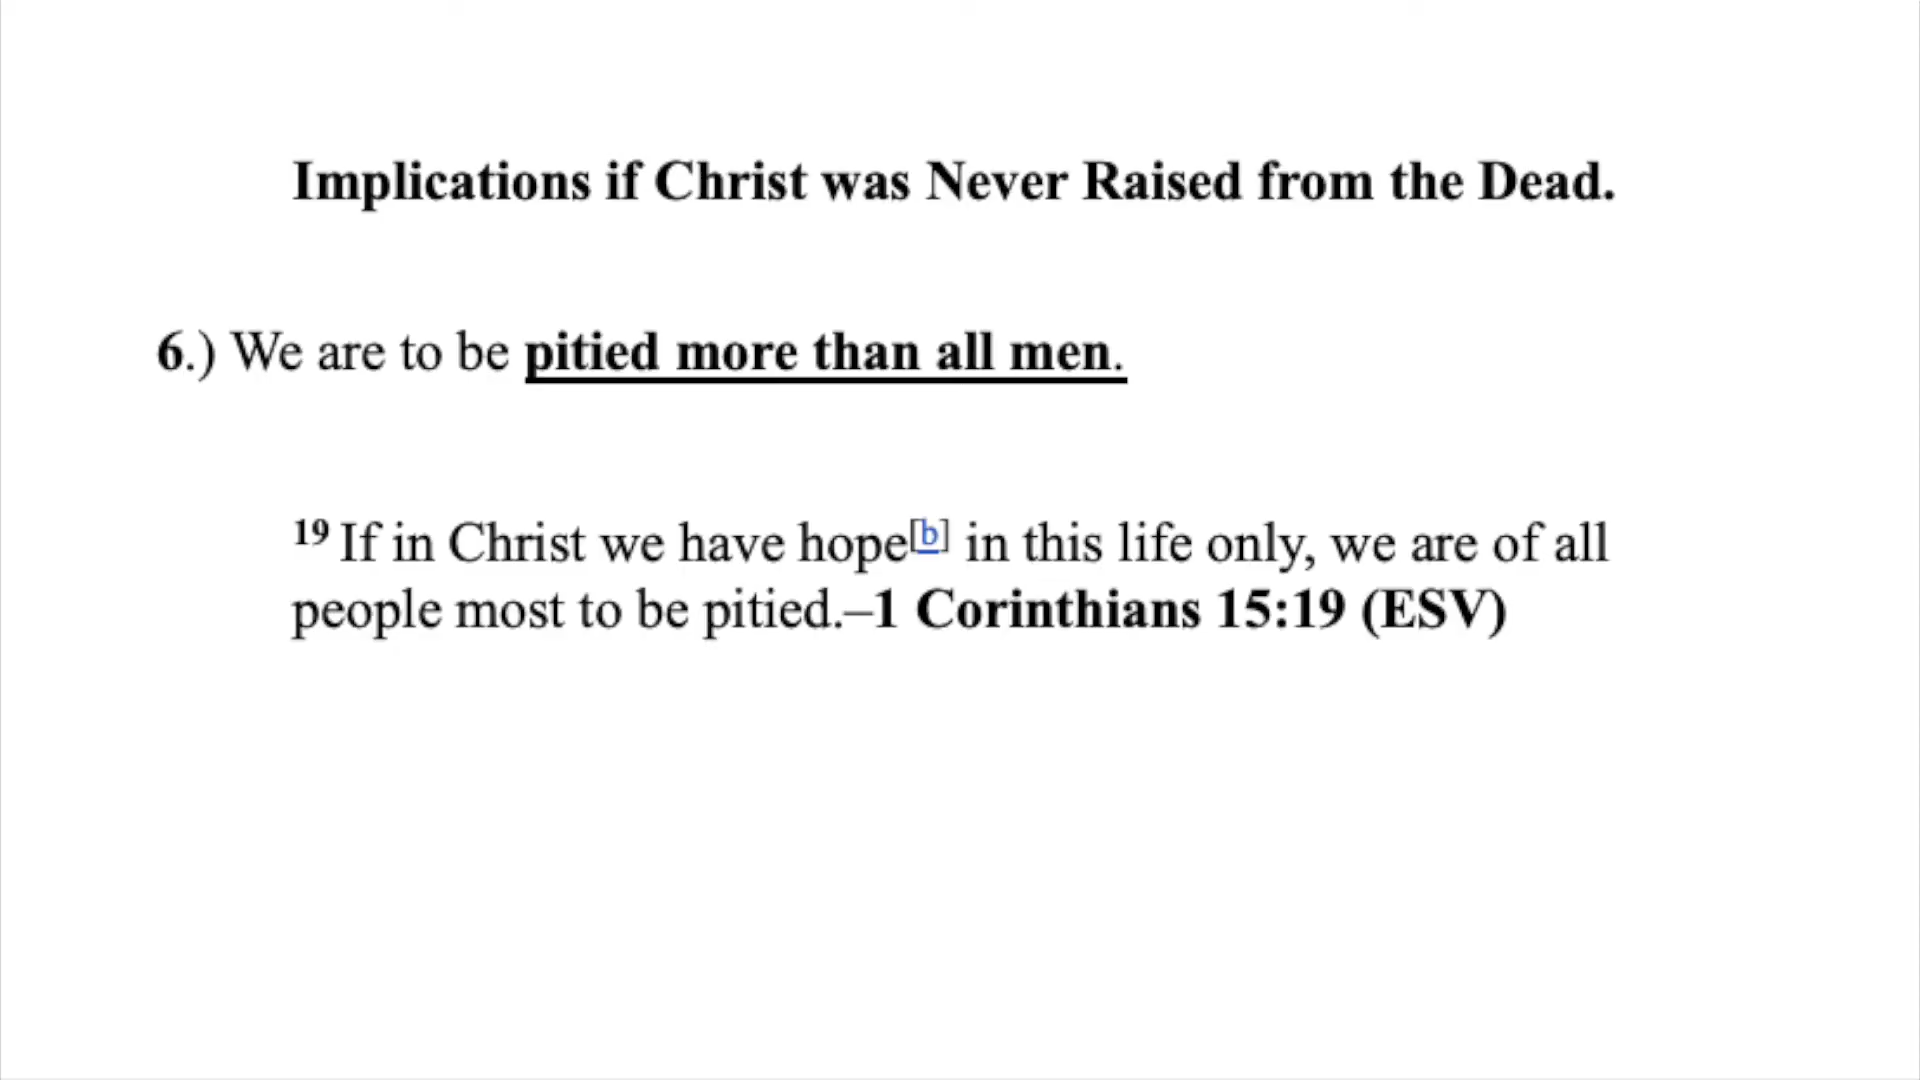 Implications if Christ was Never Raised from the Dead.
6.) We are to be pitied more than all men.
19 If in Christ we have hope[b] in this life only, we are of all
people most to be pitied.–1 Corinthians 15:19 (ESV)